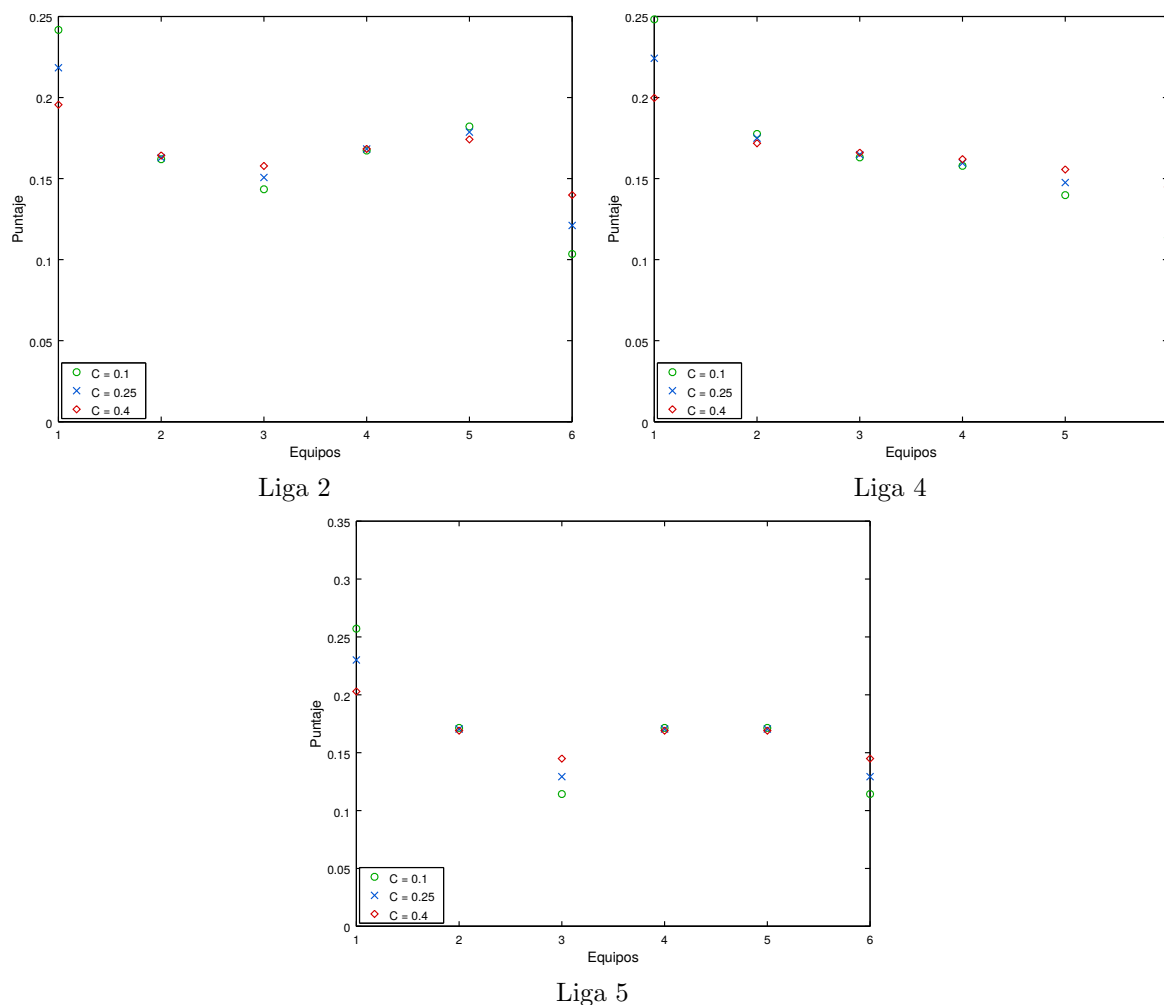 0.25
0.2
0.15
0.1
0.05
0
Puntaje
C = 0.1
C = 0.25
C = 0.4
1 2 3 4 5 6
Equipos
Liga 2
0.25
0.2
0.15
0.1
0.05
0
Puntaje
C = 0.1
C = 0.25
C = 0.4
1 2 3 4 5
Equipos
Liga 4
0.35
0.3
0.25
0.2
0.15
0.1
0.05
0
Puntaje
C = 0.1
C = 0.25
C = 0.4
1 2 3 4 5 6
Equipos
Liga 5